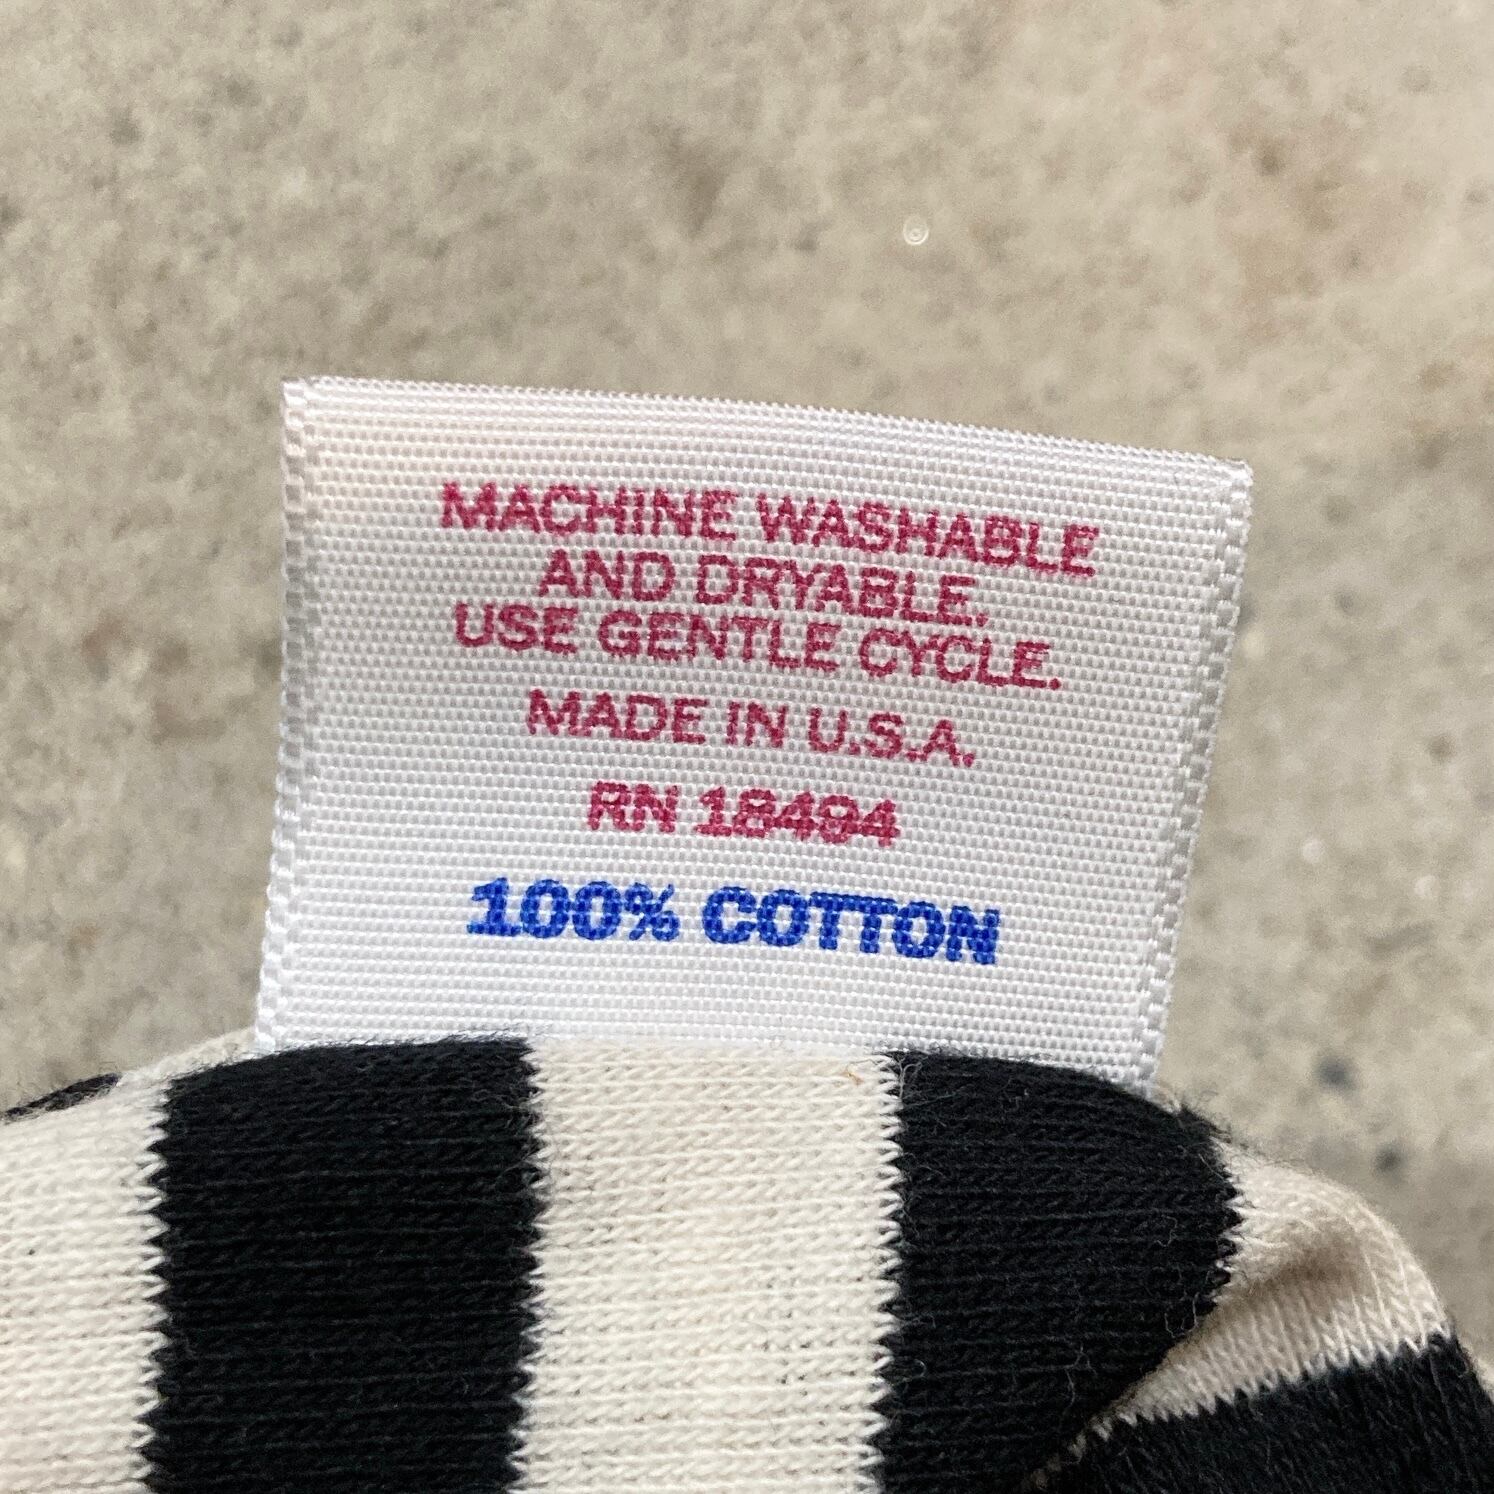 MACHINE WASHABLE
AND DRYABLE.
USE GENTLE CYCLE.
MADE IN U.S.A.
RN 18494
100% COTTON